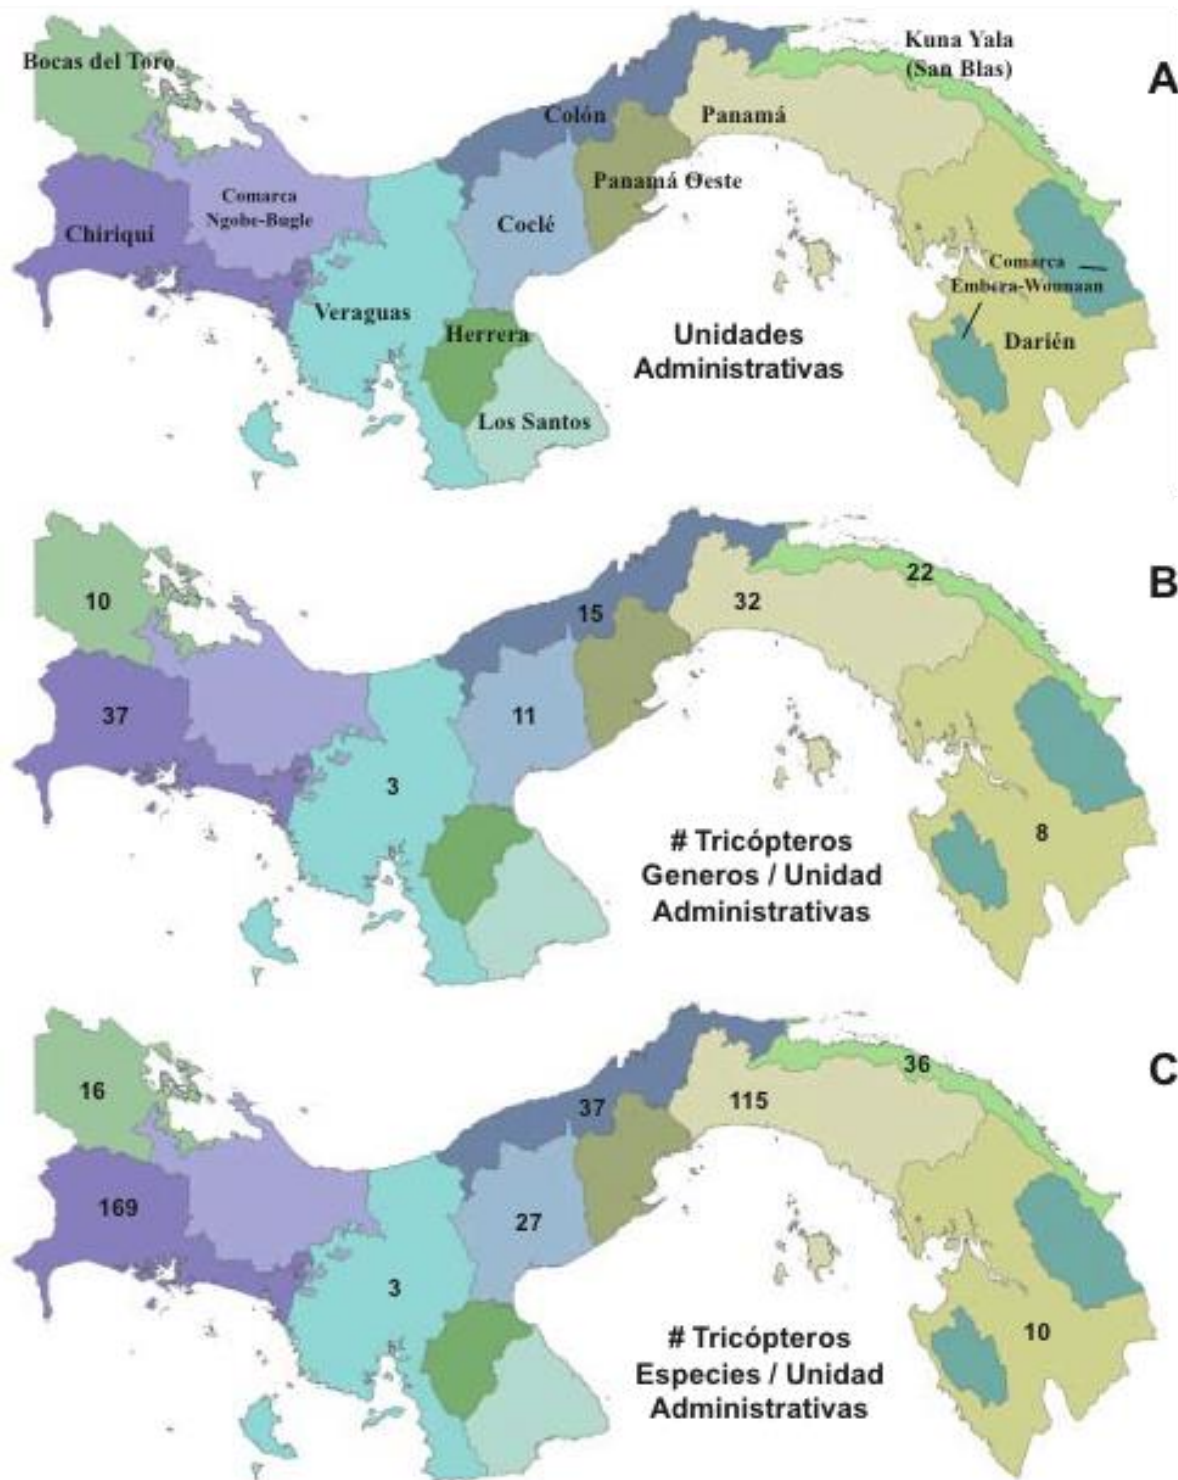 Kuna Yala
(San Blas)
A
Bocas del Toro
Colón
Panamá
Panamá Oeste
Comarca
Ngobe-Bugle
Chiriquí
Coclé
Comarca
Embera-Wounaan
Veraguas
Herrera
Unidades
Administrativas
Darién
Los Santos
B
22
10
15
32
37
11
3
8
# Tricópteros
Generos / Unidad
Administrativas
C
36
16
37
115
169
27
3
10
# Tricópteros
Especies / Unidad
Administrativas